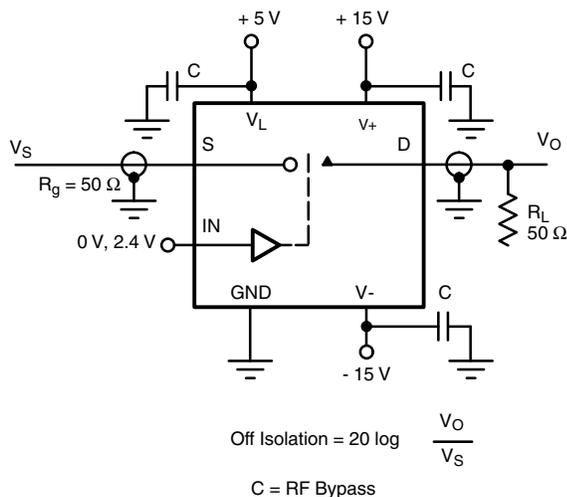 + 5 V
+ 15 V
C
C
V_L
V+
V_S
S
D
V_O
R_g = 50 Ω
R_L
50 Ω
0 V, 2.4 V
IN
GND
V-
C
- 15 V
Off Isolation = 20 log V_O / V_S
C = RF Bypass